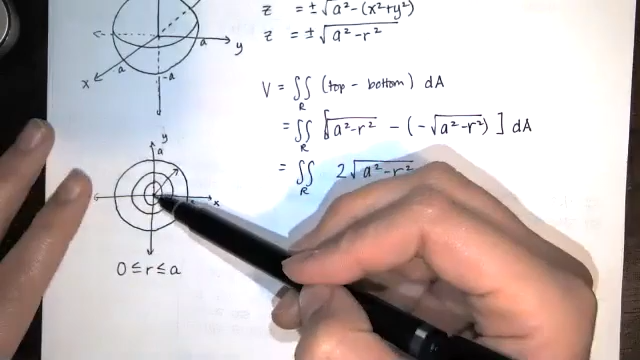 z = ±√a² - (x² + y²)
z = ±√a² - r²
a
a
y
x
-a
V = ∬R (top - bottom) dA
= ∬R [√a² - r² - (-√a² - r²)] dA
= ∬R 2√a² - r²
y
a
x
0 ≤ r ≤ a